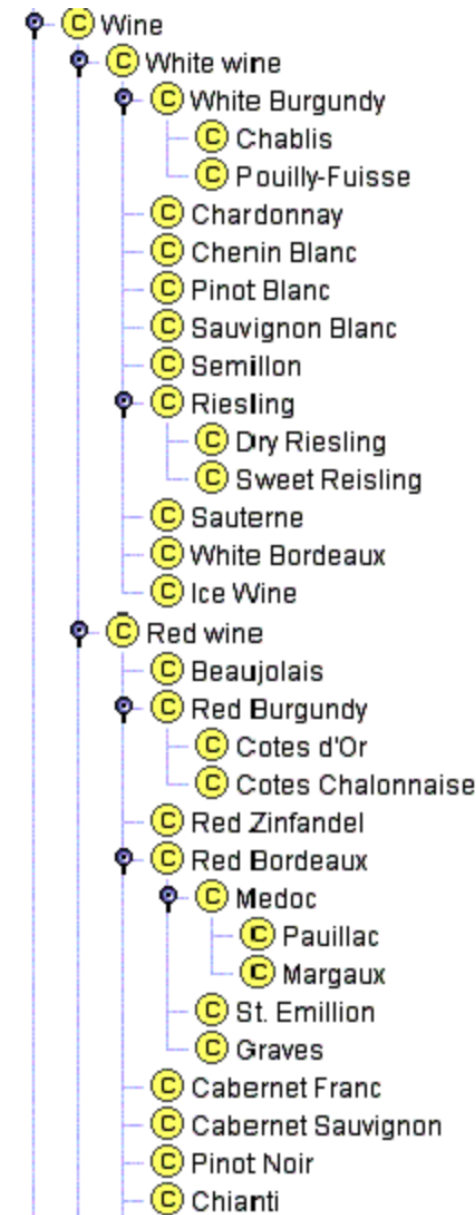 C Wine
C White wine
C White Burgundy
C Chablis
C Pouilly-Fuisse
C Chardonnay
C Chenin Blanc
C Pinot Blanc
C Sauvignon Blanc
C Semillon
C Riesling
C Dry Riesling
C Sweet Reisling
C Sauterne
C White Bordeaux
C Ice Wine
C Red wine
C Beaujolais
C Red Burgundy
C Cotes d'Or
C Cotes Chalonnaise
C Red Zinfandel
C Red Bordeaux
C Medoc
C Pauillac
C Margaux
C St. Emillion
C Graves
C Cabernet Franc
C Cabernet Sauvignon
C Pinot Noir
C Chianti